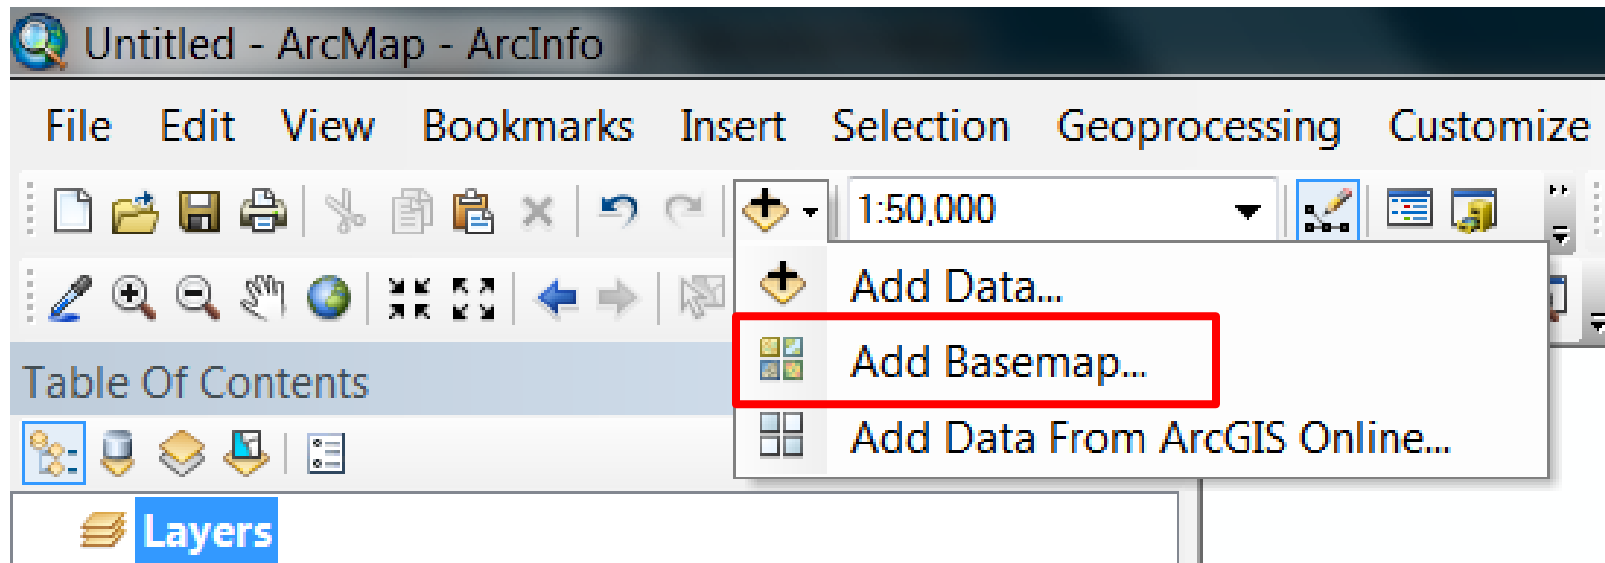 Untitled - ArcMap - ArcInfo
File Edit View Bookmarks Insert Selection Geoprocessing Customize
1:50,000
Add Data...
Add Basemap...
Table Of Contents
Add Data From ArcGIS Online...
Layers